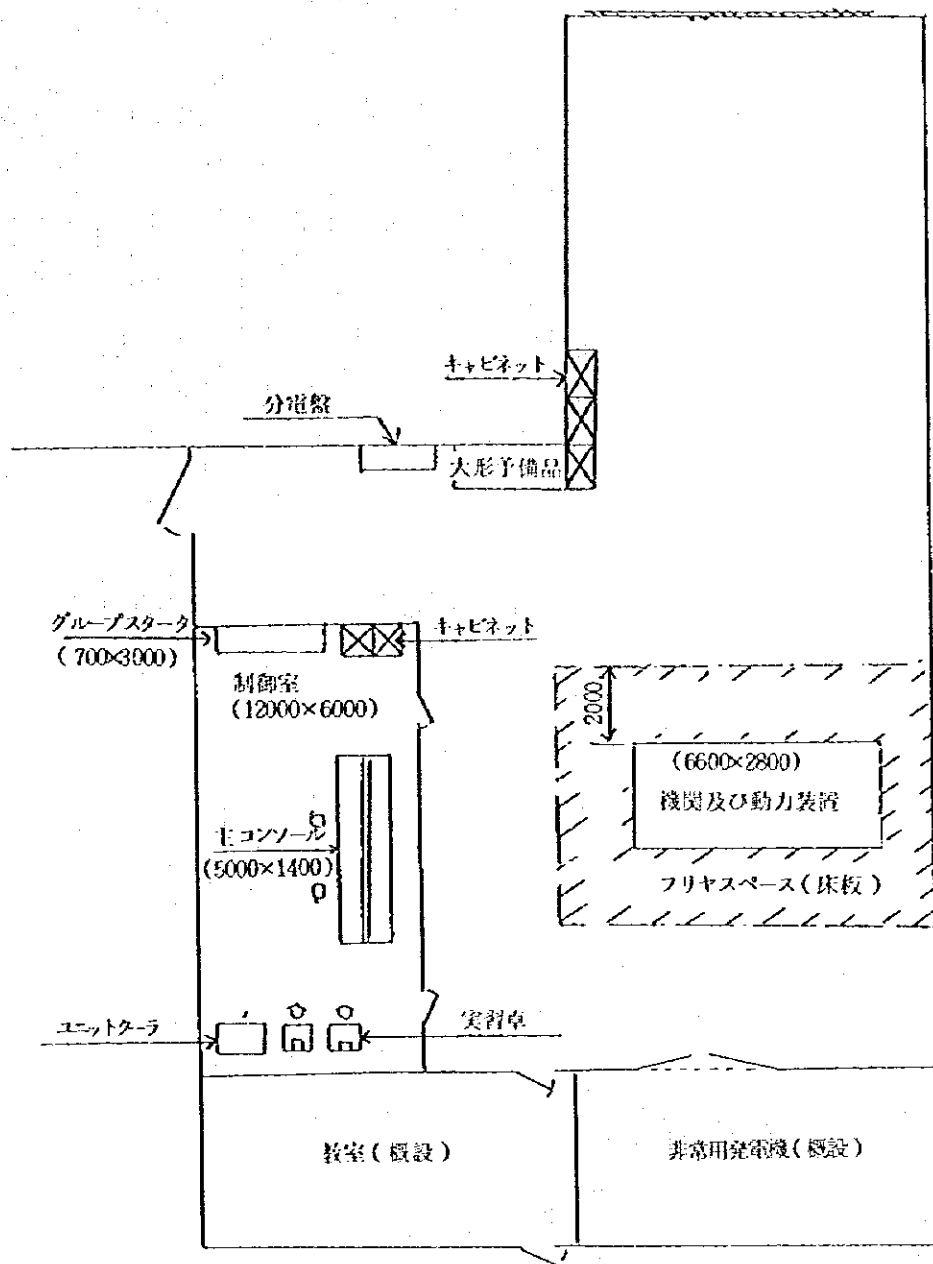 キャビネット
分電盤
大形予備品
グループスタータ
(700×3000)
キャビネット
制御室
(12000×6000)
2000
(6600×2800)
機関及び動力装置
主コンソール
(5000×1400)
フリヤスペース(床板)
ユニットクーラ
実習卓
教室(概設)
非常用発電機(概設)